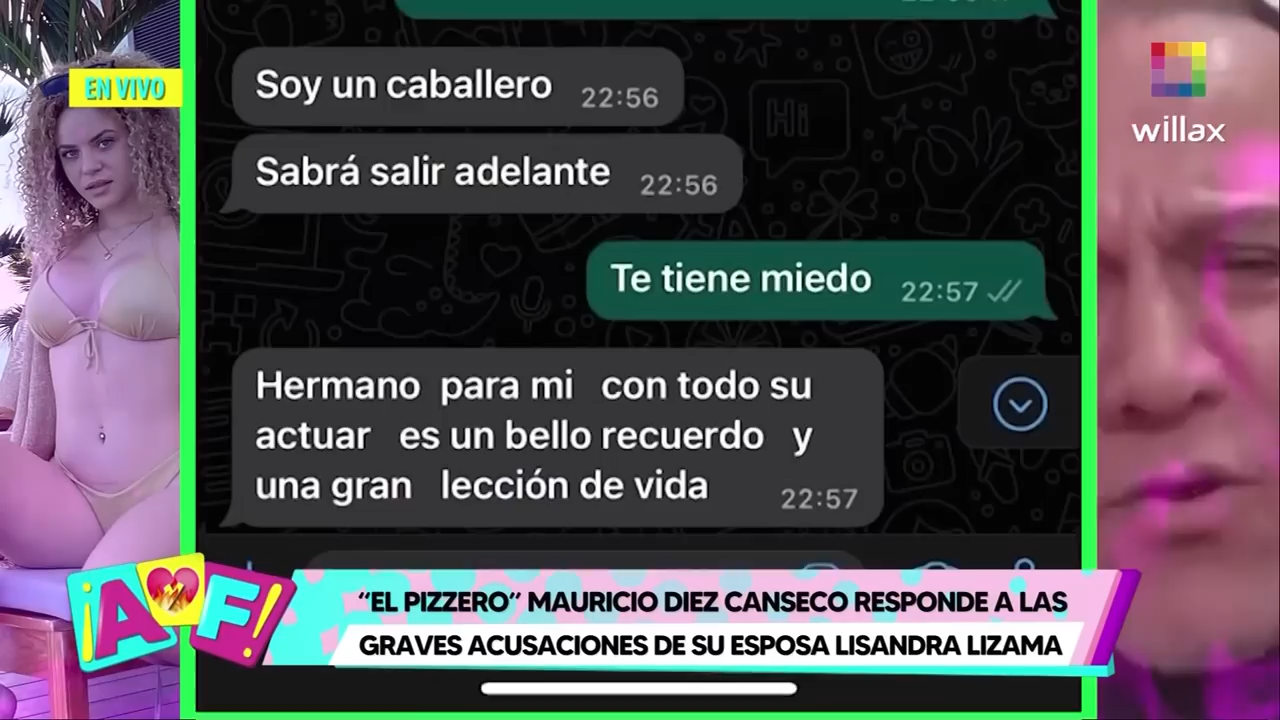 EN VIVO
willax
Soy un caballero 22:56
Sabrá salir adelante 22:56
Hi
Te tiene miedo 22:57
Hermano para mi con todo su
actuar es un bello recuerdo y
una gran lección de vida 22:57
¡A F!
“EL PIZZERO” MAURICIO DIEZ CANSECO RESPONDE A LAS
GRAVES ACUSACIONES DE SU ESPOSA LISANDRA LIZAMA